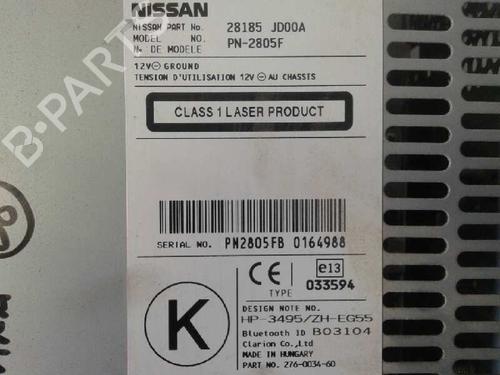 NISSAN
NISSAN PART No. 28185 JD00A
MODEL NO. PN-2805F
No DE MODELE
12V⎓ GROUND
TENSION D'UTILISATION 12V ⎓ AU CHASSIS
CLASS 1 LASER PRODUCT
SERIAL NO. PN2805FB 0164988
CE e13
033594
K
DESIGN NOTE NO.
HP-3495/ZH-EG55
Bluetooth ID B03104
Clarion Co.,Ltd
MADE IN HUNGARY
PART NO. 276-0034-60
B-PARTS